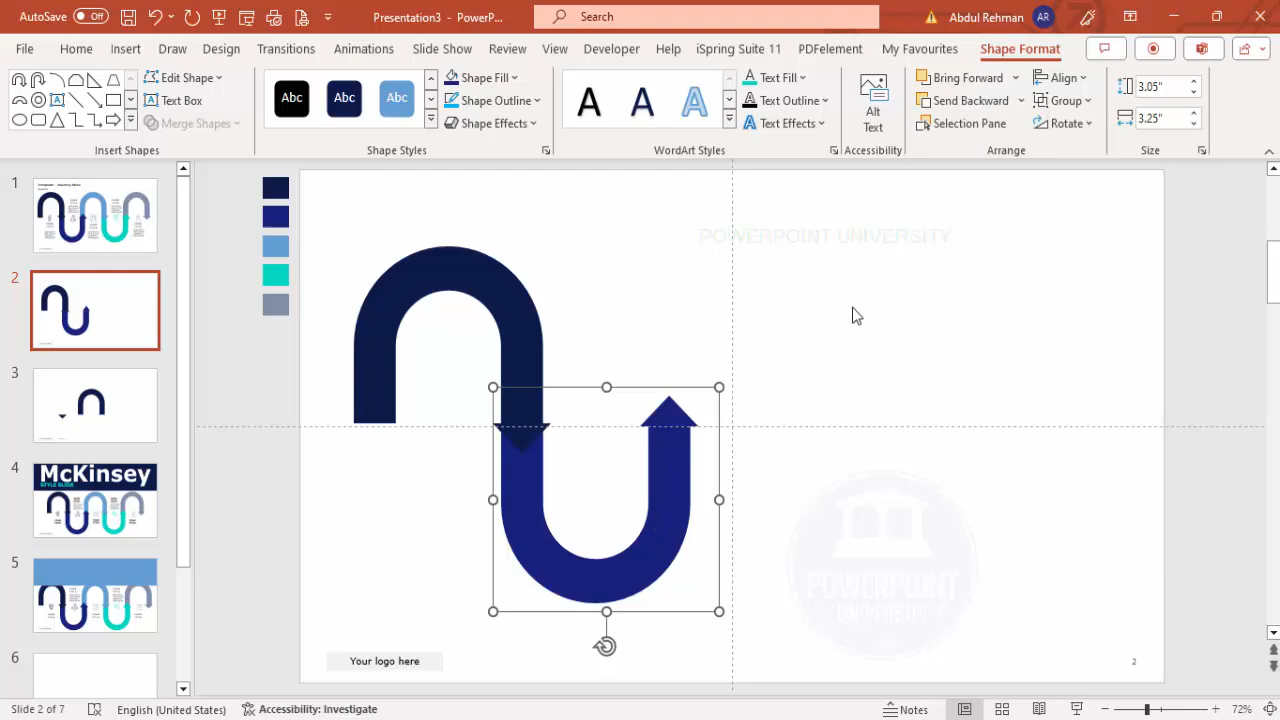 AutoSave Off Presentation3 - PowerP... Search Abdul Rehman AR
File Home Insert Draw Design Transitions Animations Slide Show Review View Developer Help iSpring Suite 11 PDFelement My Favourites Shape Format
Edit Shape Abc Abc Abc Shape Fill A A A Text Fill Bring Forward Align 3.05"
Text Box Shape Outline Text Outline Alt Text Send Backward Group
Merge Shapes Shape Effects Text Effects Selection Pane Rotate 3.25"
Insert Shapes Shape Styles WordArt Styles Accessibility Arrange Size
1
2
3
4
McKinsey
STYLE SLIDE
5
6
POWERPOINT UNIVERSITY
POWERPOINT
UNIVERSITY
Your logo here 2
Slide 2 of 7 English (United States) Accessibility: Investigate Notes 72%